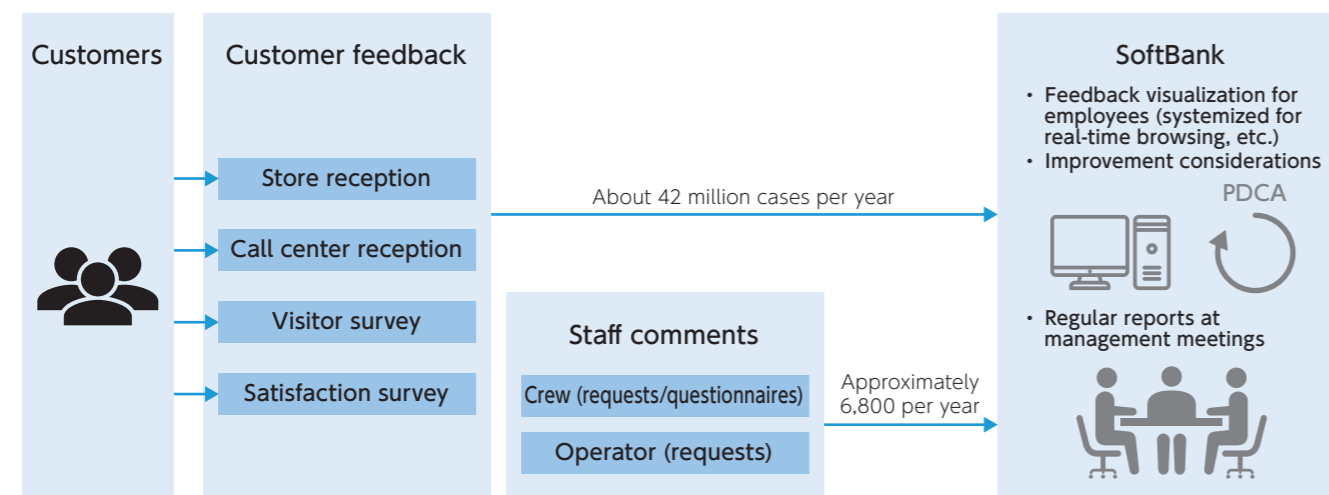 Customers
Customer feedback
Store reception
Call center reception
Visitor survey
Satisfaction survey
About 42 million cases per year
Staff comments
Crew (requests/questionnaires)
Operator (requests)
Approximately
6,800 per year
SoftBank
・ Feedback visualization for
employees (systemized for
real-time browsing, etc.)
・ Improvement considerations
PDCA
・ Regular reports at
management meetings